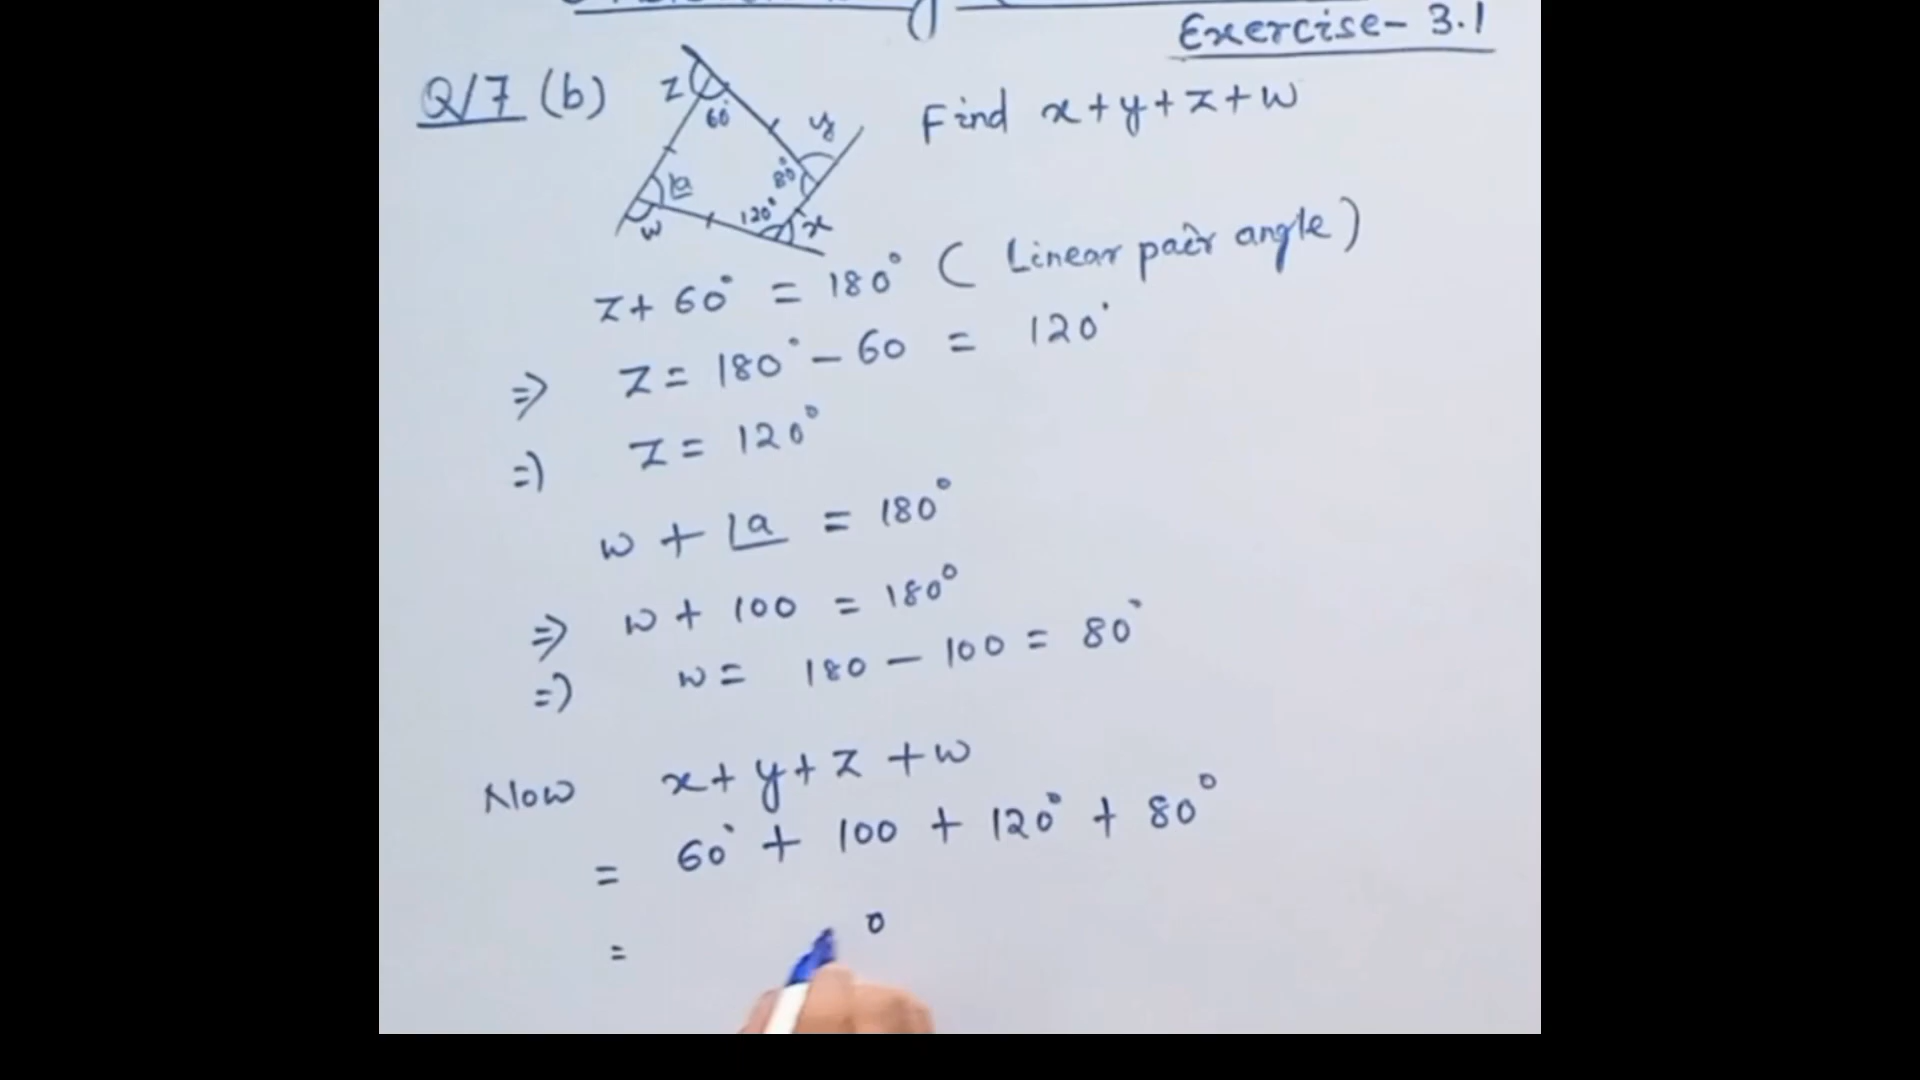 Exercise- 3.1
Q/7 (b)
Find x+y+z+w
z
60°
y
80°
∠a
120°
x
w
z+ 60° = 180° ( Linear pair angle)
=> z = 180° - 60 = 120°
=> z = 120°
w + ∠a = 180°
=> w + 100 = 180°
=> w = 180 - 100 = 80°
Now x+ y+ z +w
= 60° + 100 + 120° + 80°
= 0